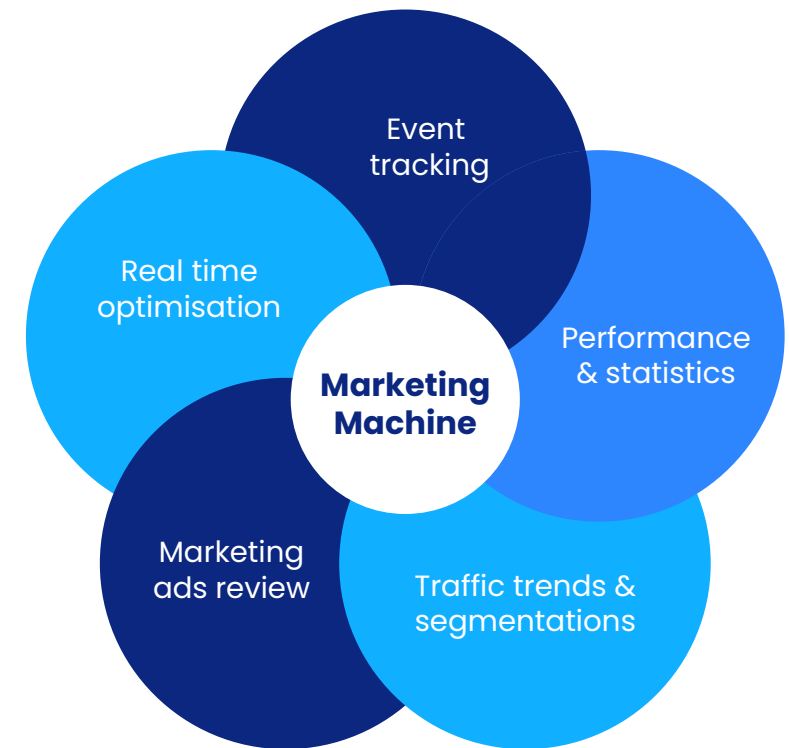 Event
tracking
Real time
optimisation
Performance
& statistics
Marketing
Machine
Marketing
ads review
Traffic trends &
segmentations